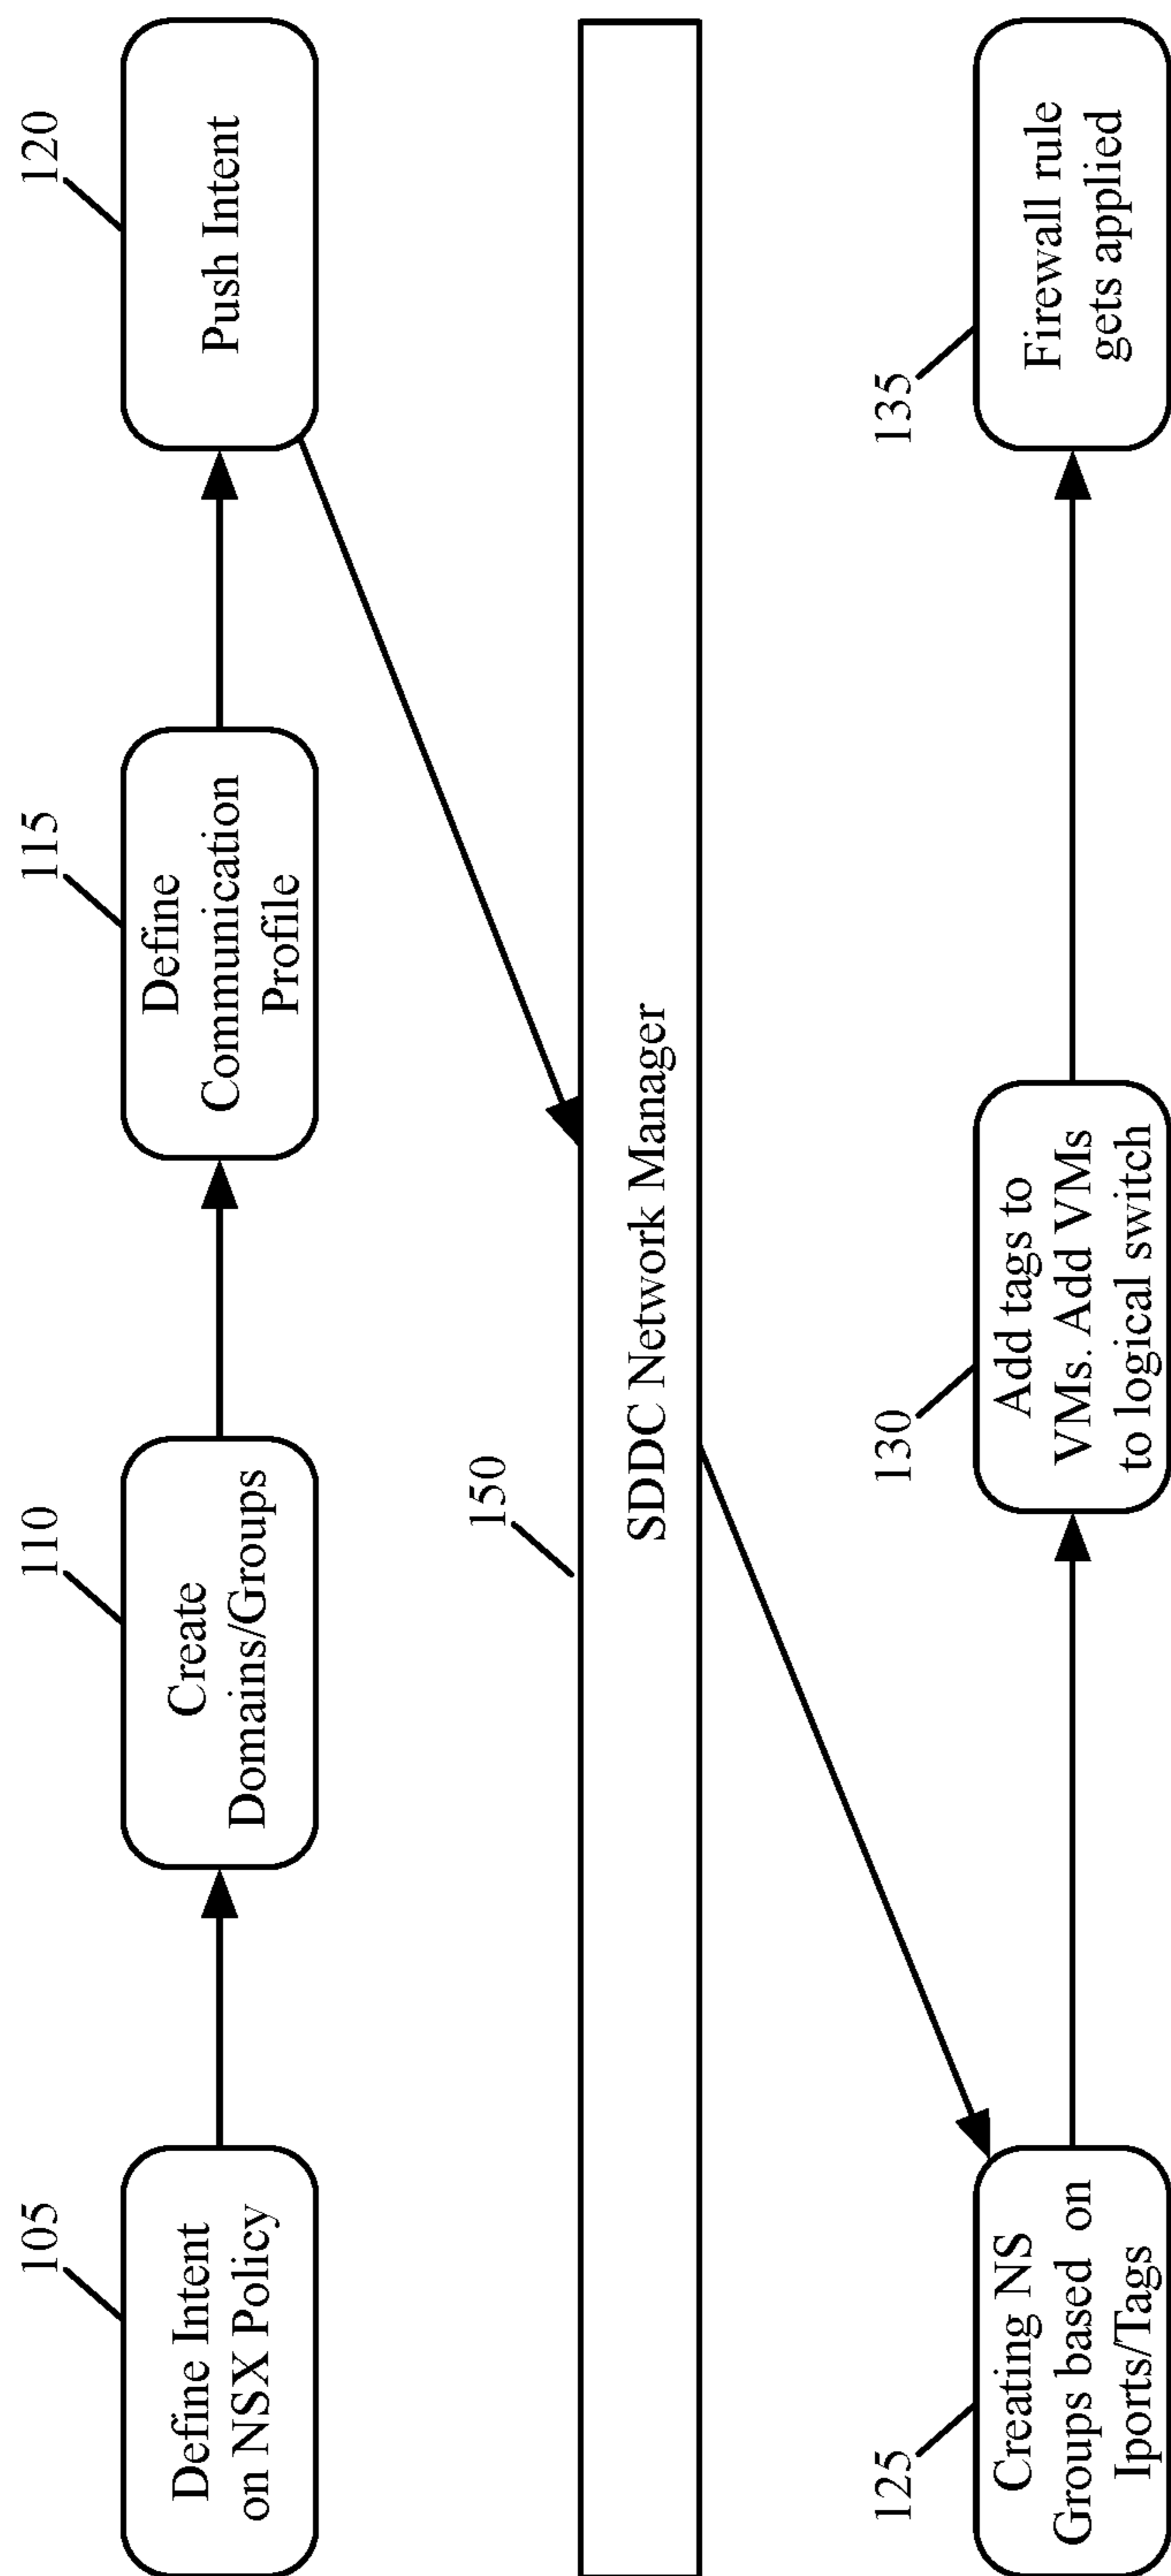 105
Define Intent
on NSX Policy
110
Create
Domains/Groups
115
Define
Communication
Profile
120
Push Intent
150
SDDC Network Manager
125
Creating NS
Groups based on
Iports/Tags
130
Add tags to
VMs. Add VMs
to logical switch
135
Firewall rule
gets applied